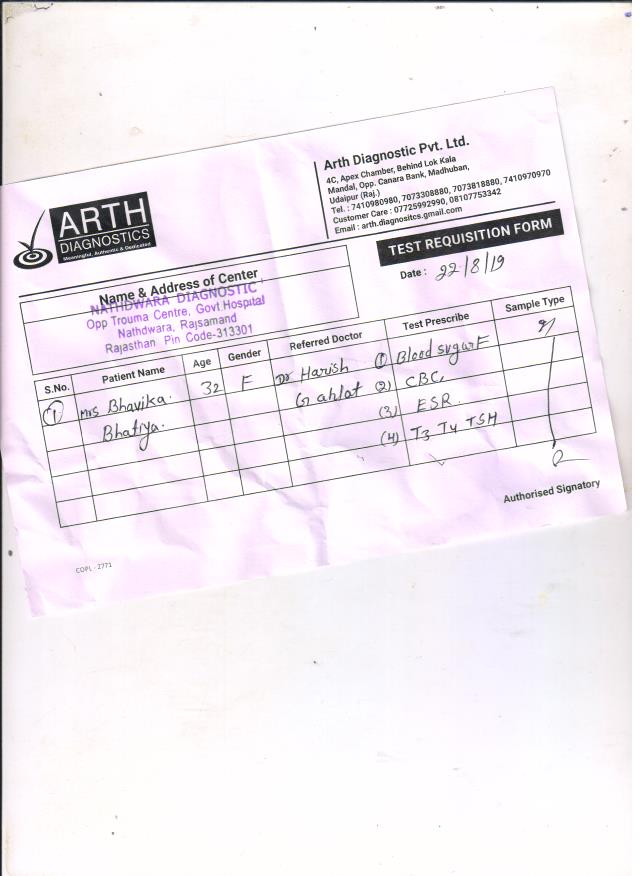 ARTH
DIAGNOSTICS
Meaningful, Authentic & Dedicated
Arth Diagnostic Pvt. Ltd.
4C, Apex Chamber, Behind Lok Kala
Mandal, Opp. Canara Bank, Madhuban,
Udaipur (Raj.)
Tel. : 7410980980, 7073308880, 7073818880, 7410970970
Customer Care : 07725992990, 08107753342
Email : arth.diagnositcs.gmail.com
TEST REQUISITION FORM
Date : 22/8/19
Name & Address of Center
NATHDWARA DIAGNOSTIC
Opp Trouma Centre, Govt.Hospital
Nathdwara, Rajsamand
Rajasthan Pin Code-313301
S.No. Patient Name Age Gender Referred Doctor Test Prescribe Sample Type
(1) Mrs Bhavika. 32 F Dr Harish (1) Blood sugar F
Bhatiya. Gahlot (2) CBC
(3) ESR.
(4) T3 T4 TSH
Authorised Signatory
COPL - 2771